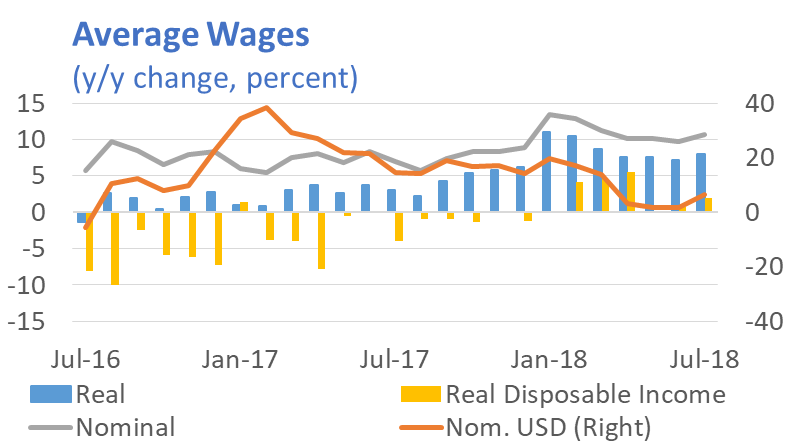 Average Wages
(y/y change, percent)
15 40
10 20
5
0 0
-5
-10 -20
-15 -40
Jul-16 Jan-17 Jul-17 Jan-18 Jul-18
Real Real Disposable Income
Nominal Nom. USD (Right)